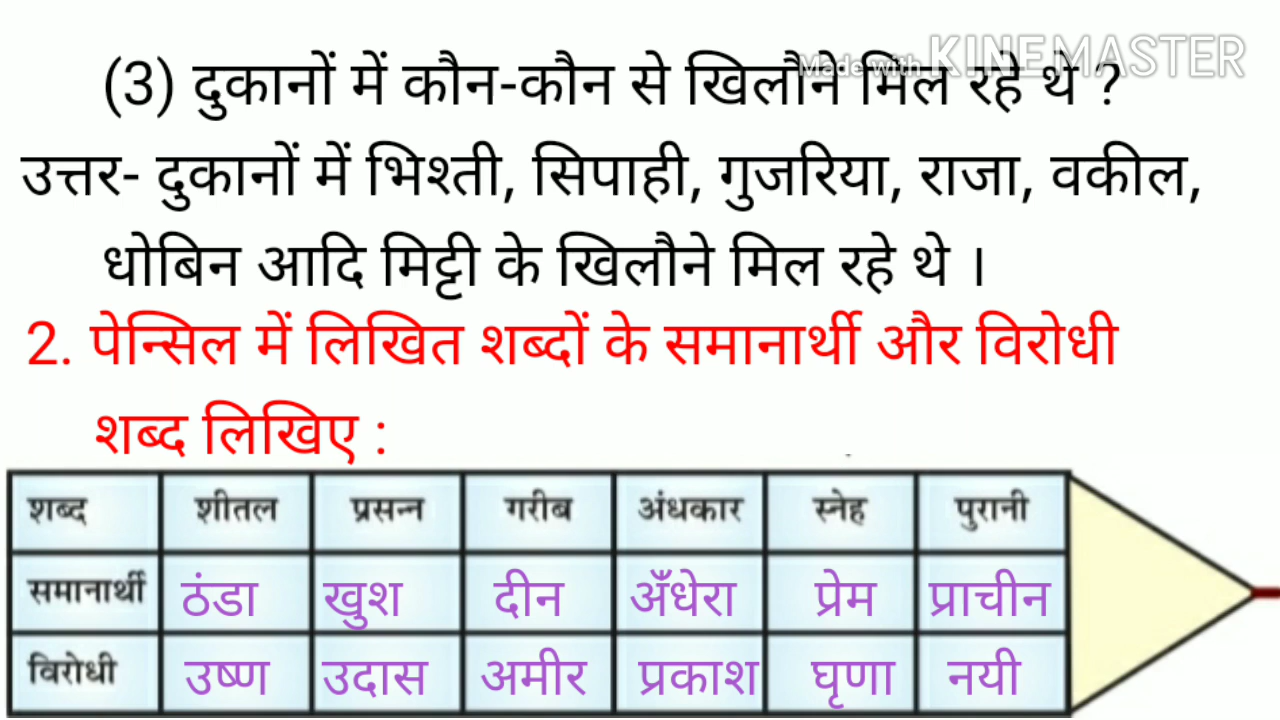 Made with KINEMASTER
(3) दुकानों में कौन-कौन से खिलौने मिल रहे थे ?
उत्तर- दुकानों में भिश्ती, सिपाही, गुजरिया, राजा, वकील,
धोबिन आदि मिट्टी के खिलौने मिल रहे थे ।
2. पेन्सिल में लिखित शब्दों के समानार्थी और विरोधी
शब्द लिखिए :
शब्द शीतल प्रसन्न गरीब अंधकार स्नेह पुरानी
समानार्थी ठंडा खुश दीन अँधेरा प्रेम प्राचीन
विरोधी उष्ण उदास अमीर प्रकाश घृणा नयी